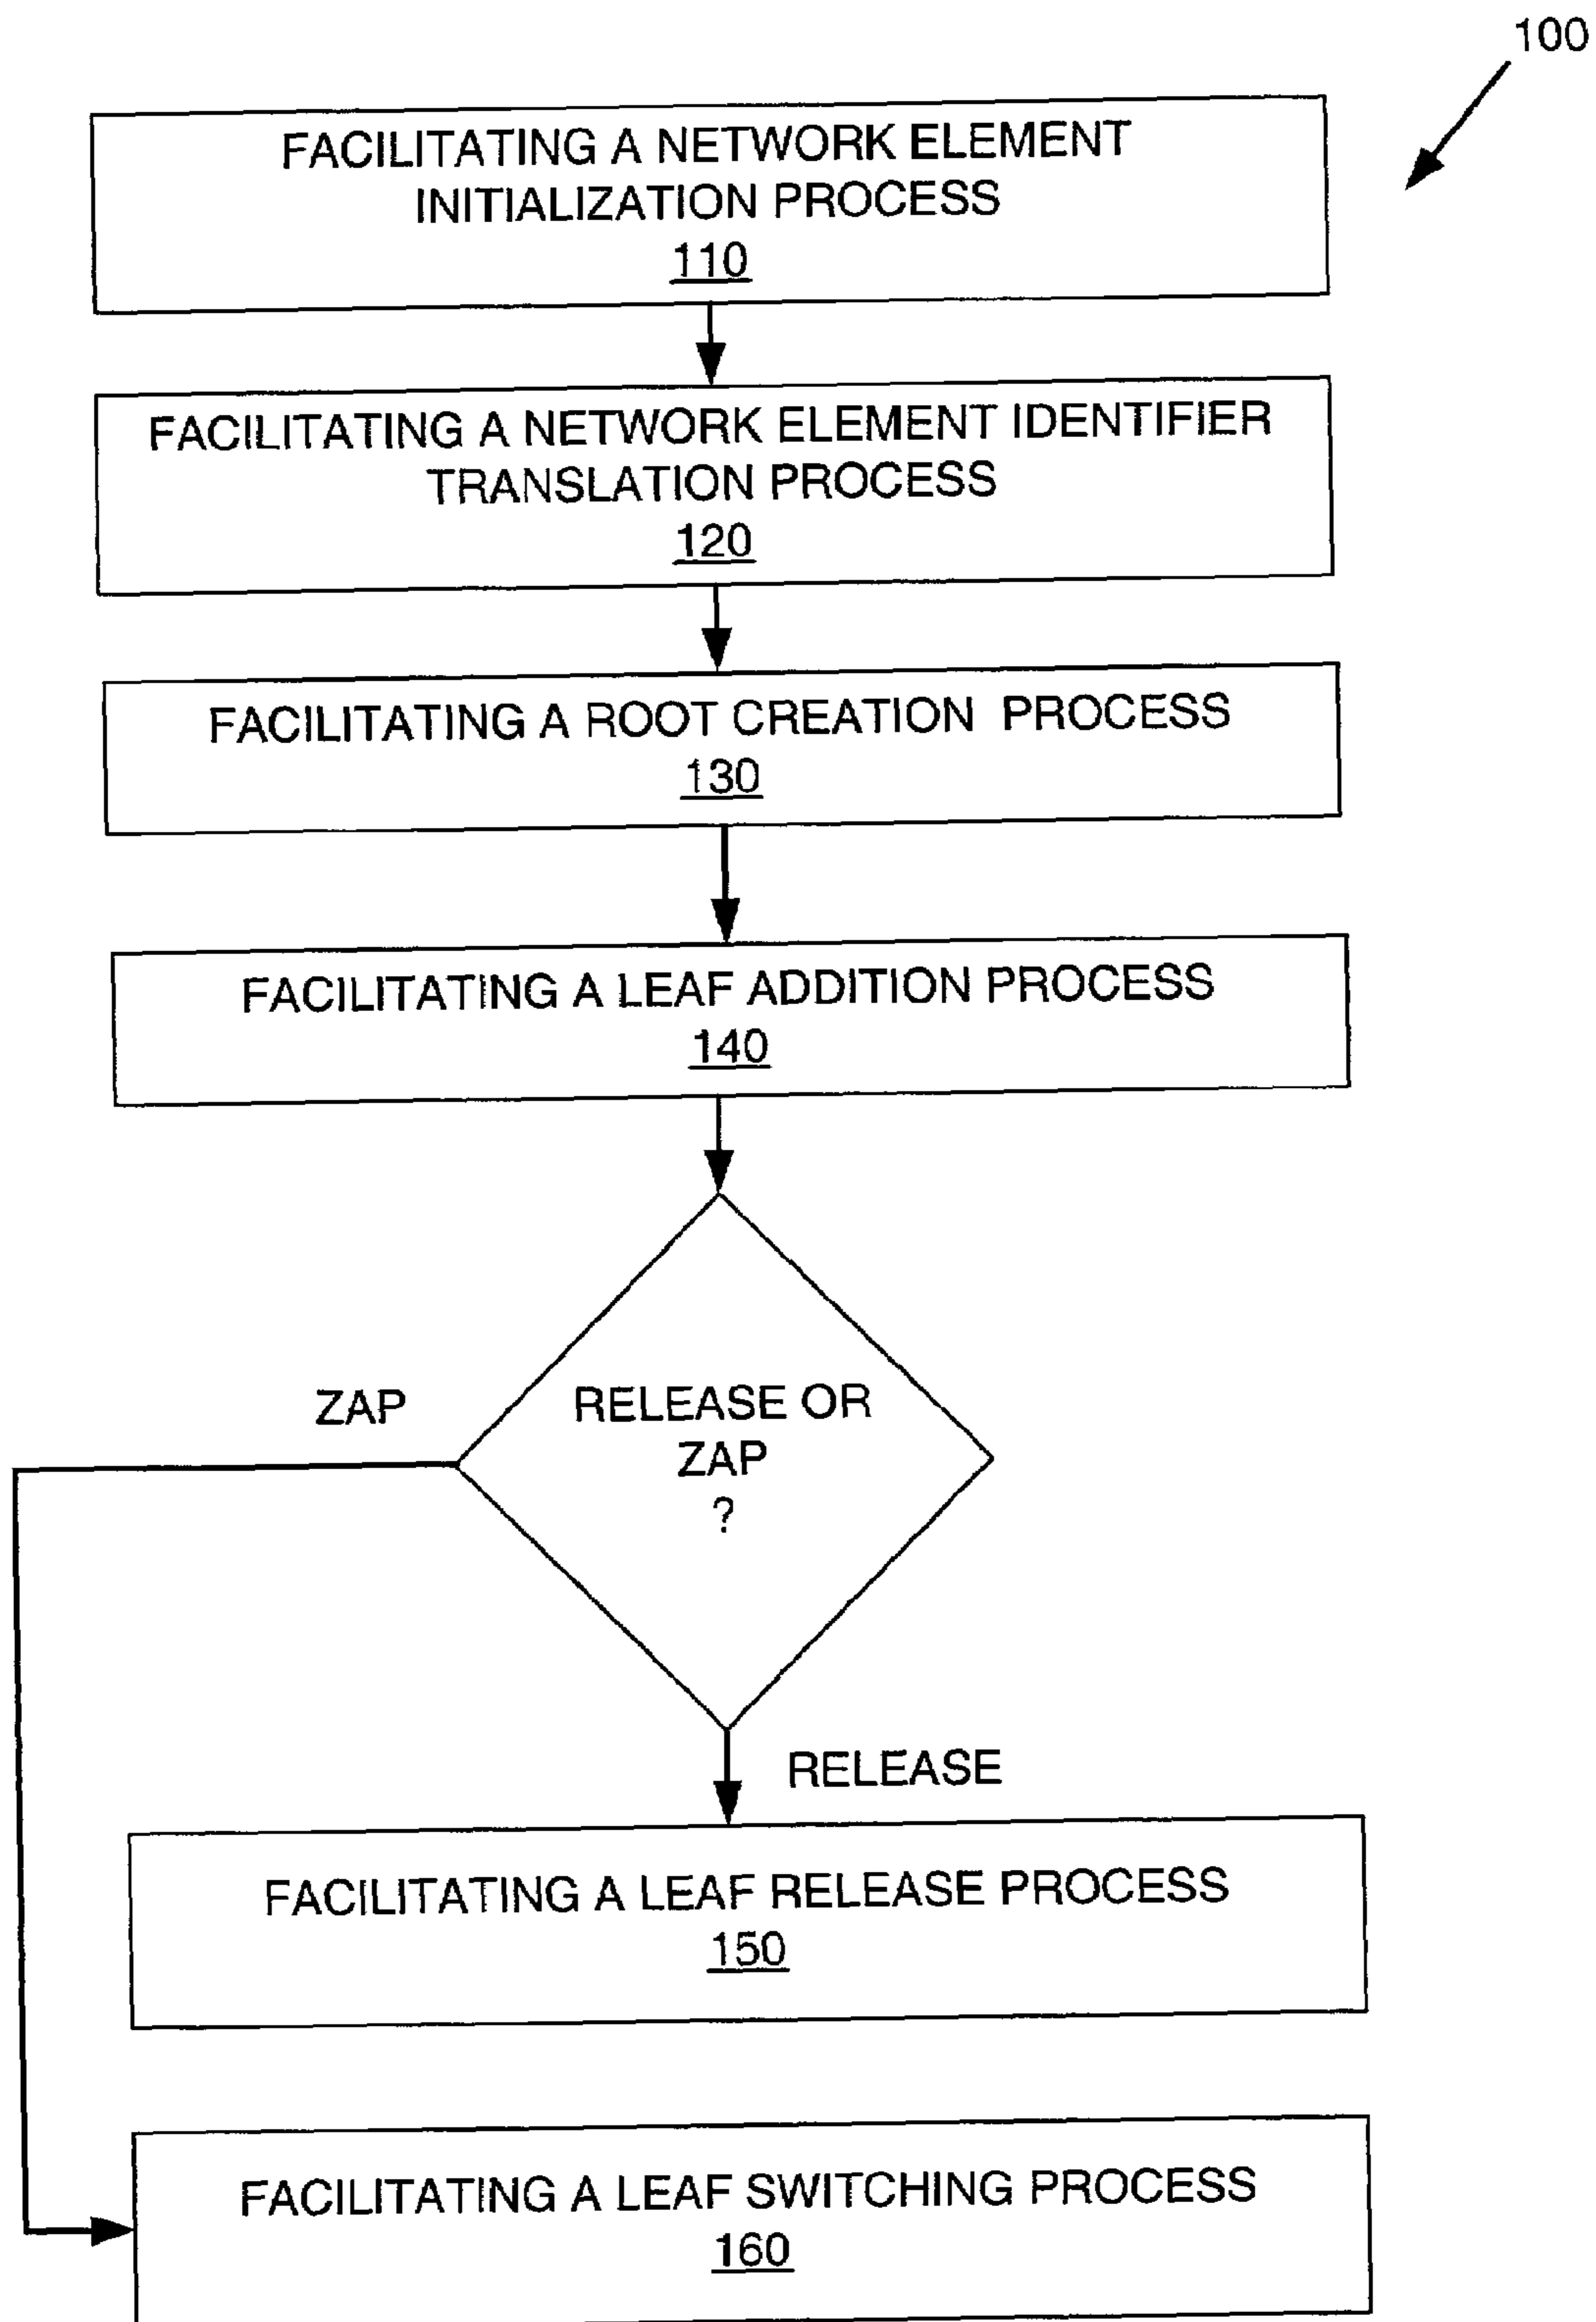 100
FACILITATING A NETWORK ELEMENT
INITIALIZATION PROCESS
110
FACILITATING A NETWORK ELEMENT IDENTIFIER
TRANSLATION PROCESS
120
FACILITATING A ROOT CREATION PROCESS
130
FACILITATING A LEAF ADDITION PROCESS
140
ZAP
RELEASE OR
ZAP
?
RELEASE
FACILITATING A LEAF RELEASE PROCESS
150
FACILITATING A LEAF SWITCHING PROCESS
160